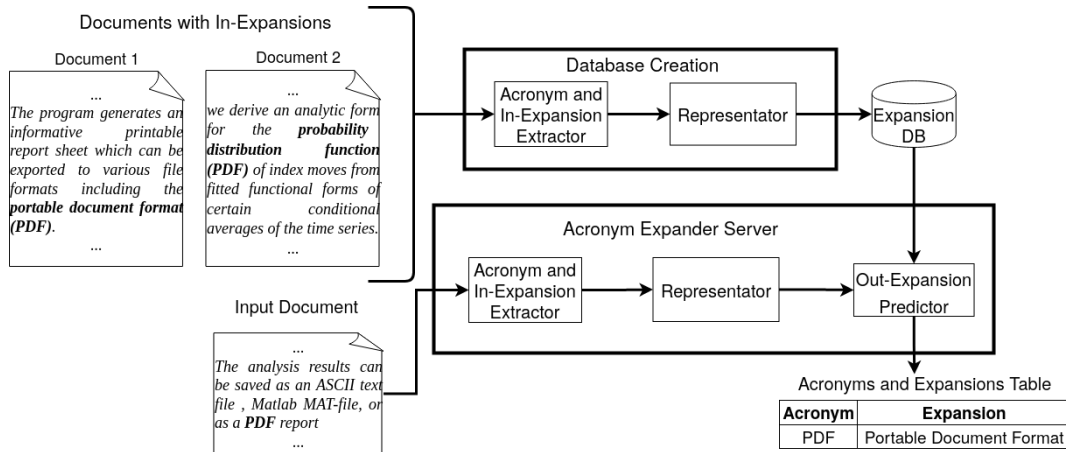 Documents with In-Expansions
Document 1
...
The program generates an
informative printable
report sheet which can be
exported to various file
formats including the
portable document format
(PDF).
...
Document 2
...
we derive an analytic form
for the probability
distribution function
(PDF) of index moves from
fitted functional forms of
certain conditional
averages of the time series.
...
Database Creation
Acronym and
In-Expansion
Extractor
Representator
Expansion
DB
Input Document
...
The analysis results can
be saved as an ASCII text
file , Matlab MAT-file, or
as a PDF report
...
Acronym Expander Server
Acronym and
In-Expansion
Extractor
Representator
Out-Expansion
Predictor
Acronyms and Expansions Table
Acronym Expansion
PDF Portable Document Format